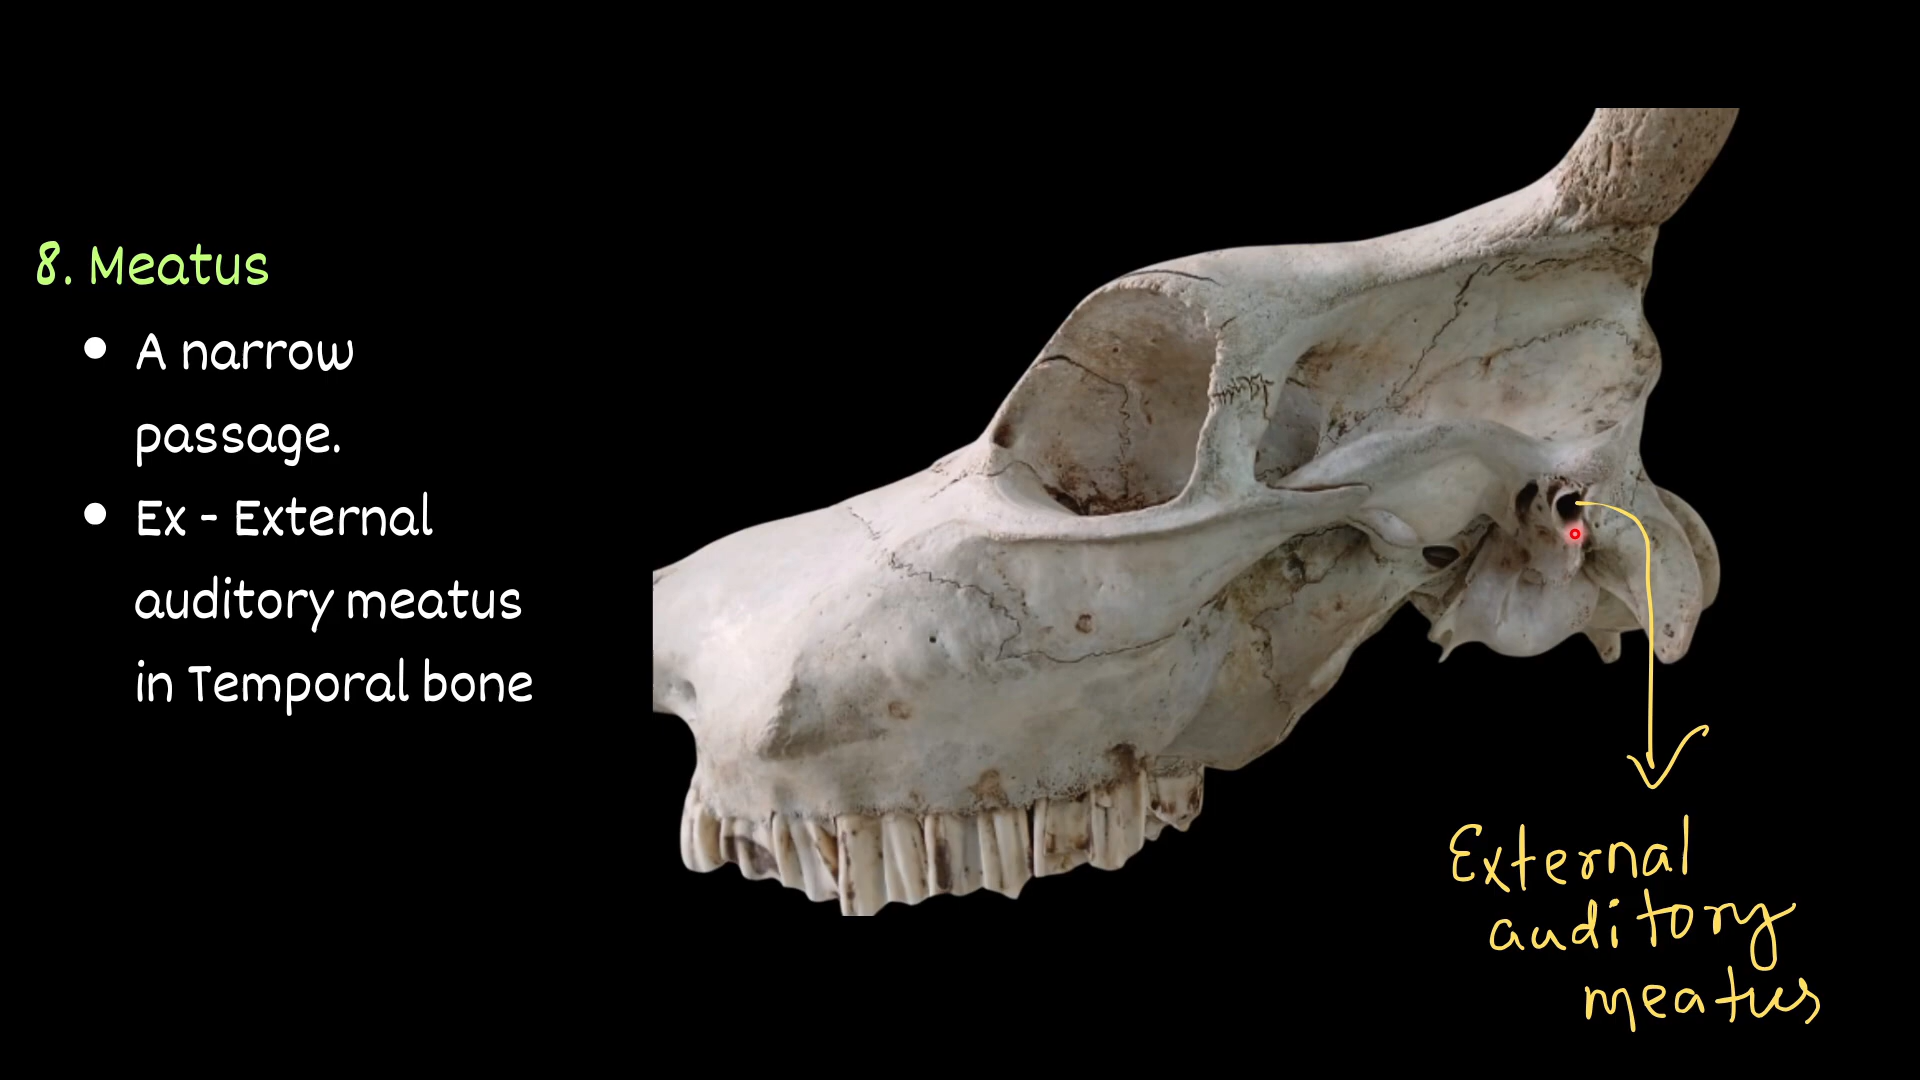 8. Meatus
• A narrow
passage.
• Ex - External
auditory meatus
in Temporal bone
External
auditory
meatus